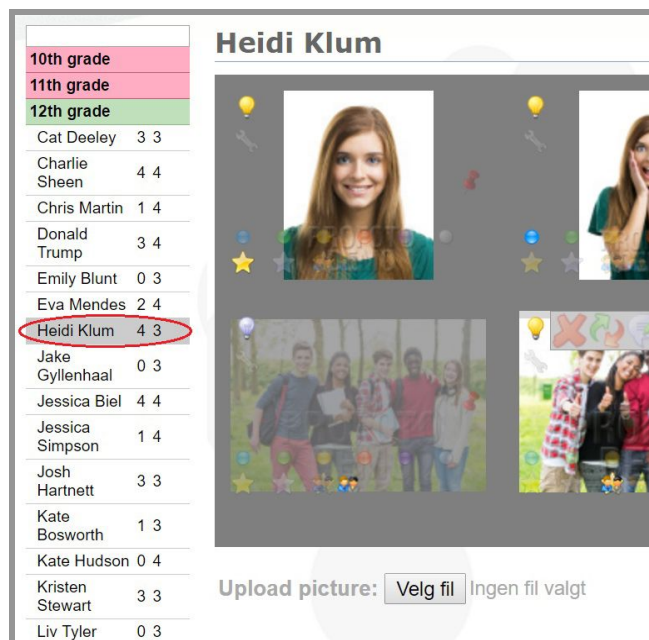 Heidi Klum
10th grade
11th grade
12th grade
Cat Deeley 3 3
Charlie
Sheen 4 4
Chris Martin 1 4
Donald
Trump 3 4
Emily Blunt 0 3
Eva Mendes 2 4
Heidi Klum 4 3
Jake
Gyllenhaal 0 3
Jessica Biel 4 4
Jessica
Simpson 1 4
Josh
Hartnett 3 3
Kate
Bosworth 1 3
Kate Hudson 0 4
Kristen
Stewart 3 3
Liv Tyler 0 3
Upload picture: Velg fil Ingen fil valgt